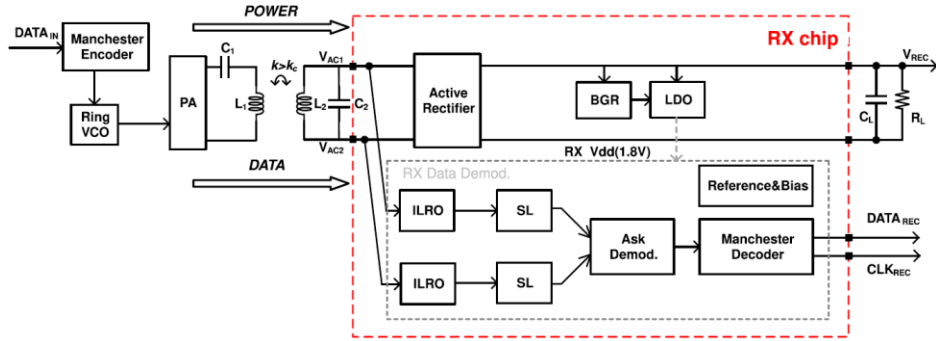 POWER
RX chip
DATA_IN
Manchester
Encoder
C₁
k>k_c
V_AC1
V_REC
PA
L₁
L₂
C₂
Active
Rectifier
BGR
LDO
C_L
R_L
Ring
VCO
V_AC2
RX Vdd(1.8V)
DATA
RX Data Demod.
Reference&Bias
ILRO
SL
Ask
Demod.
Manchester
Decoder
DATA_REC
CLK_REC
ILRO
SL